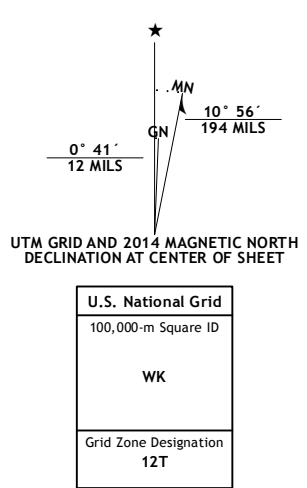 ★
MN
GN
10° 56´
194 MILS
0° 41´
12 MILS
UTM GRID AND 2014 MAGNETIC NORTH
DECLINATION AT CENTER OF SHEET
U.S. National Grid
100,000-m Square ID
WK
Grid Zone Designation
12T